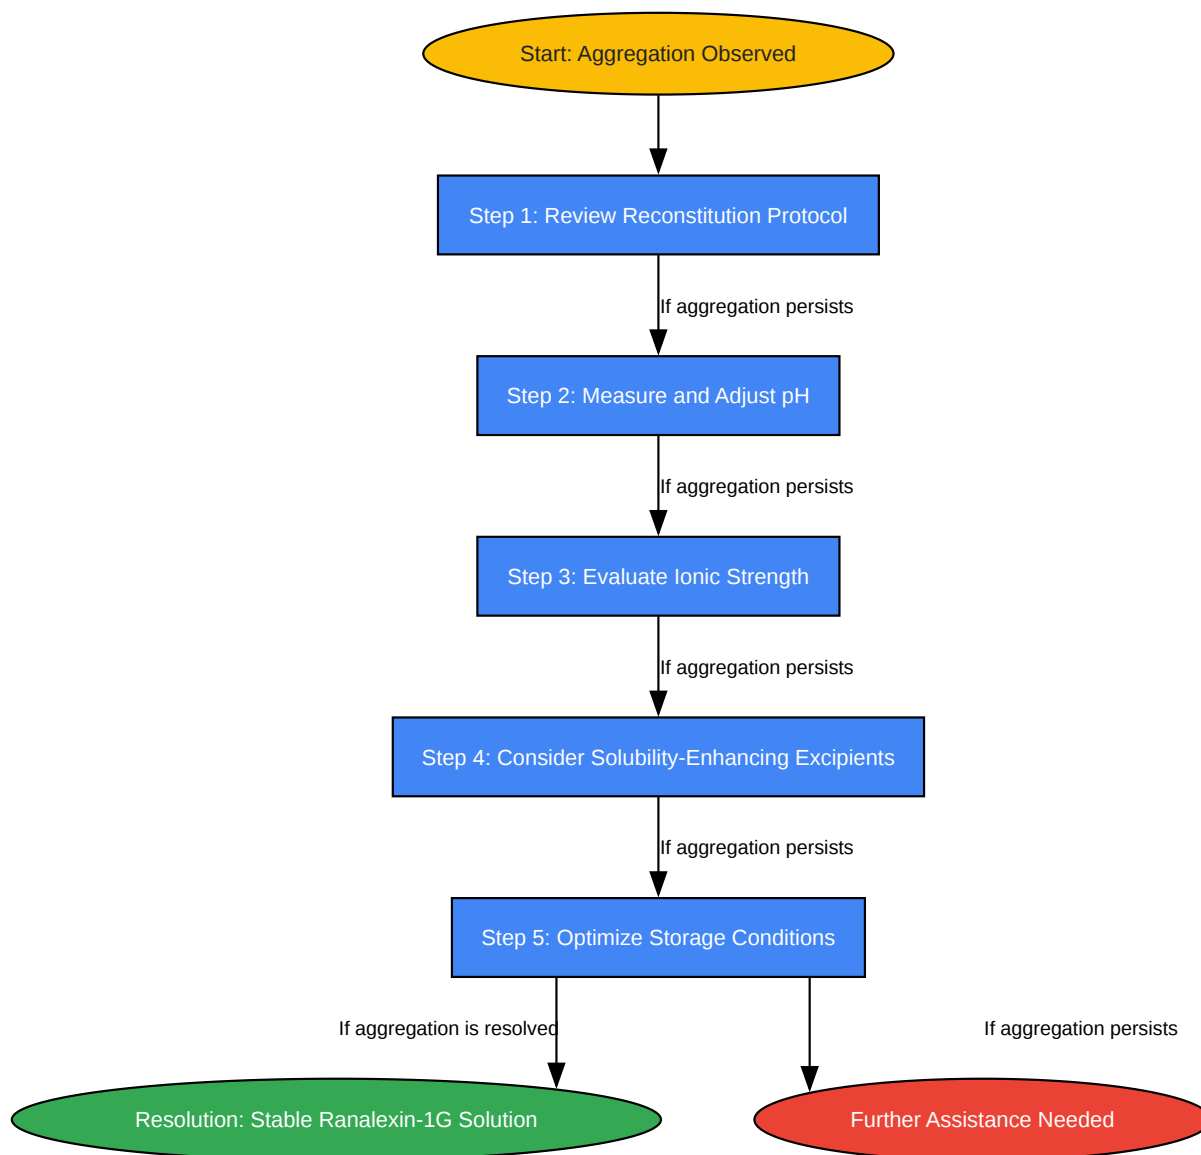 Start: Aggregation Observed
Step 1: Review Reconstitution Protocol
If aggregation persists
Step 2: Measure and Adjust pH
If aggregation persists
Step 3: Evaluate Ionic Strength
If aggregation persists
Step 4: Consider Solubility-Enhancing Excipients
If aggregation persists
Step 5: Optimize Storage Conditions
If aggregation is resolved
If aggregation persists
Resolution: Stable Ranalexin-1G Solution
Further Assistance Needed